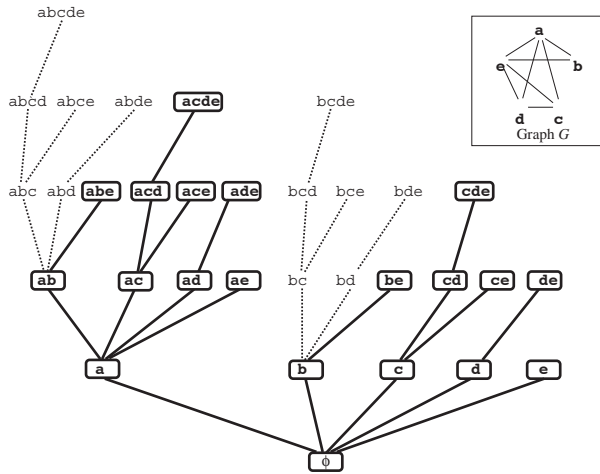 abcde
a
e
b
d
c
Graph G
abcd abce abde acde bcde
abc abd abe acd ace ade bcd bce bde cde
ab ac ad ae bc bd be cd ce de
a b c d e
ϕ